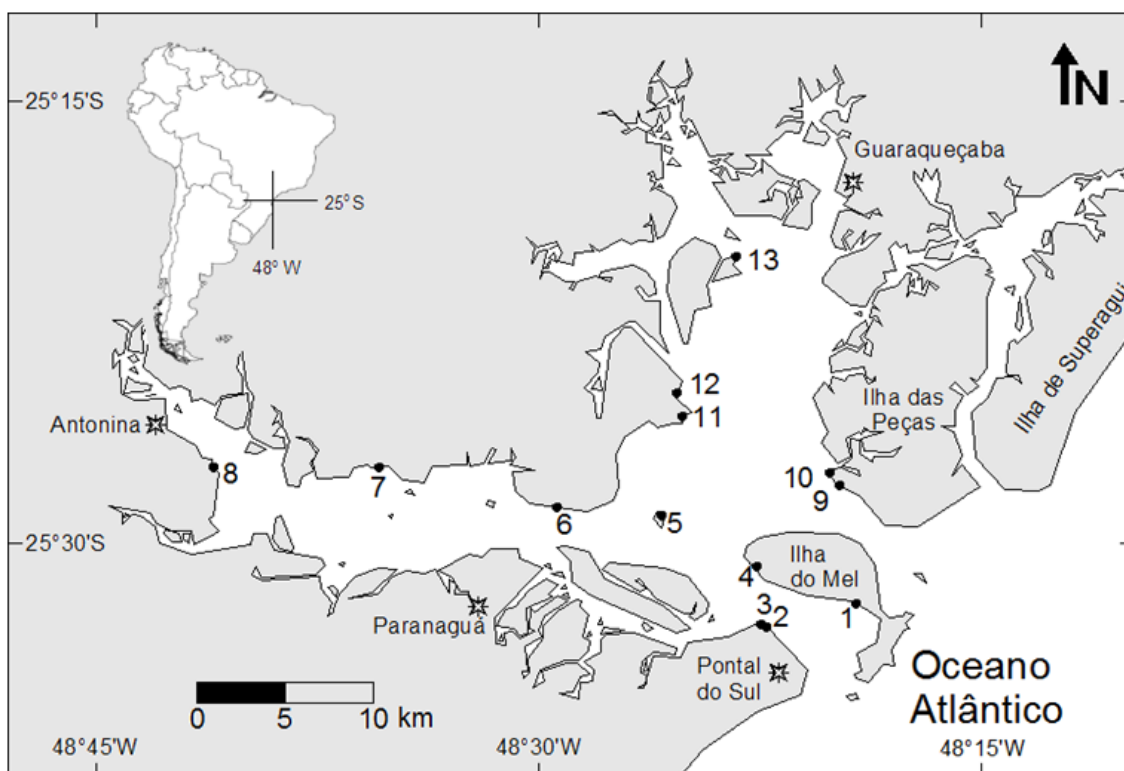 N
25°15'S
Guaraqueçaba
25°S
48° W
13
12
11
Antonina
Ilha das
Peças
Ilha de Superagui
8
7
10
9
6
5
25°30'S
Ilha
do Mel
4
3
2
1
Paranaguá
Pontal
do Sul
Oceano
Atlântico
0 5 10 km
48°45'W
48°30'W
48°15'W